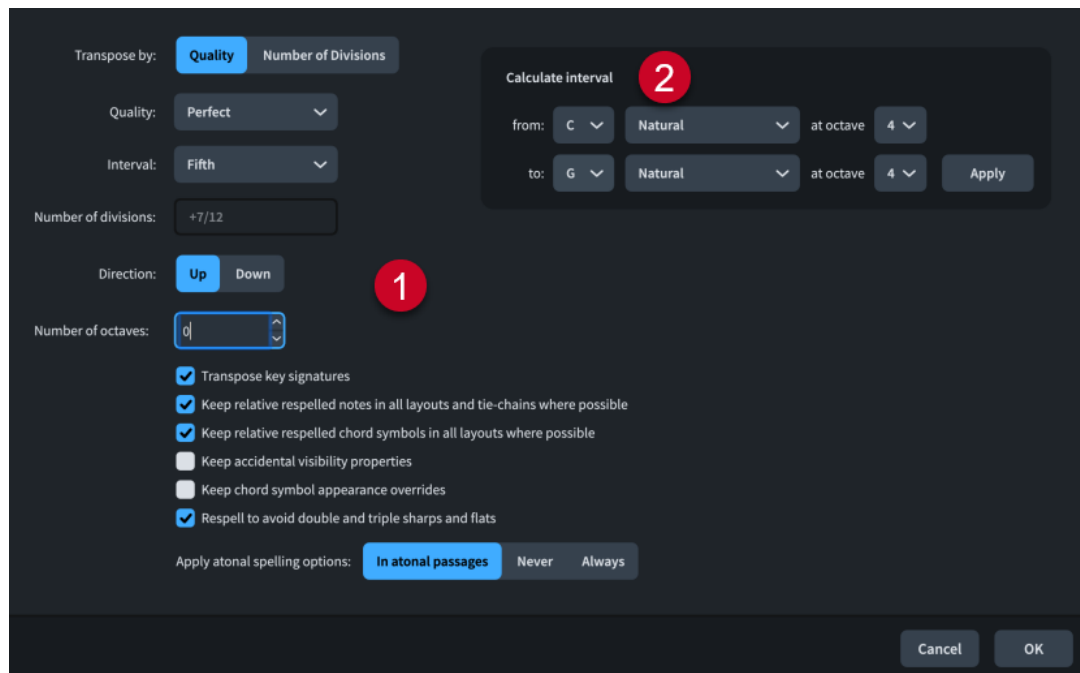 Transpose by: Quality Number of Divisions
Quality: Perfect
Interval: Fifth
Number of divisions: +7/12
Direction: Up Down
1
Number of octaves: 0
Transpose key signatures
Keep relative respelled notes in all layouts and tie-chains where possible
Keep relative respelled chord symbols in all layouts where possible
Keep accidental visibility properties
Keep chord symbol appearance overrides
Respell to avoid double and triple sharps and flats
Apply atonal spelling options: In atonal passages Never Always
Calculate interval 2
from: C Natural at octave 4
to: G Natural at octave 4 Apply
Cancel OK